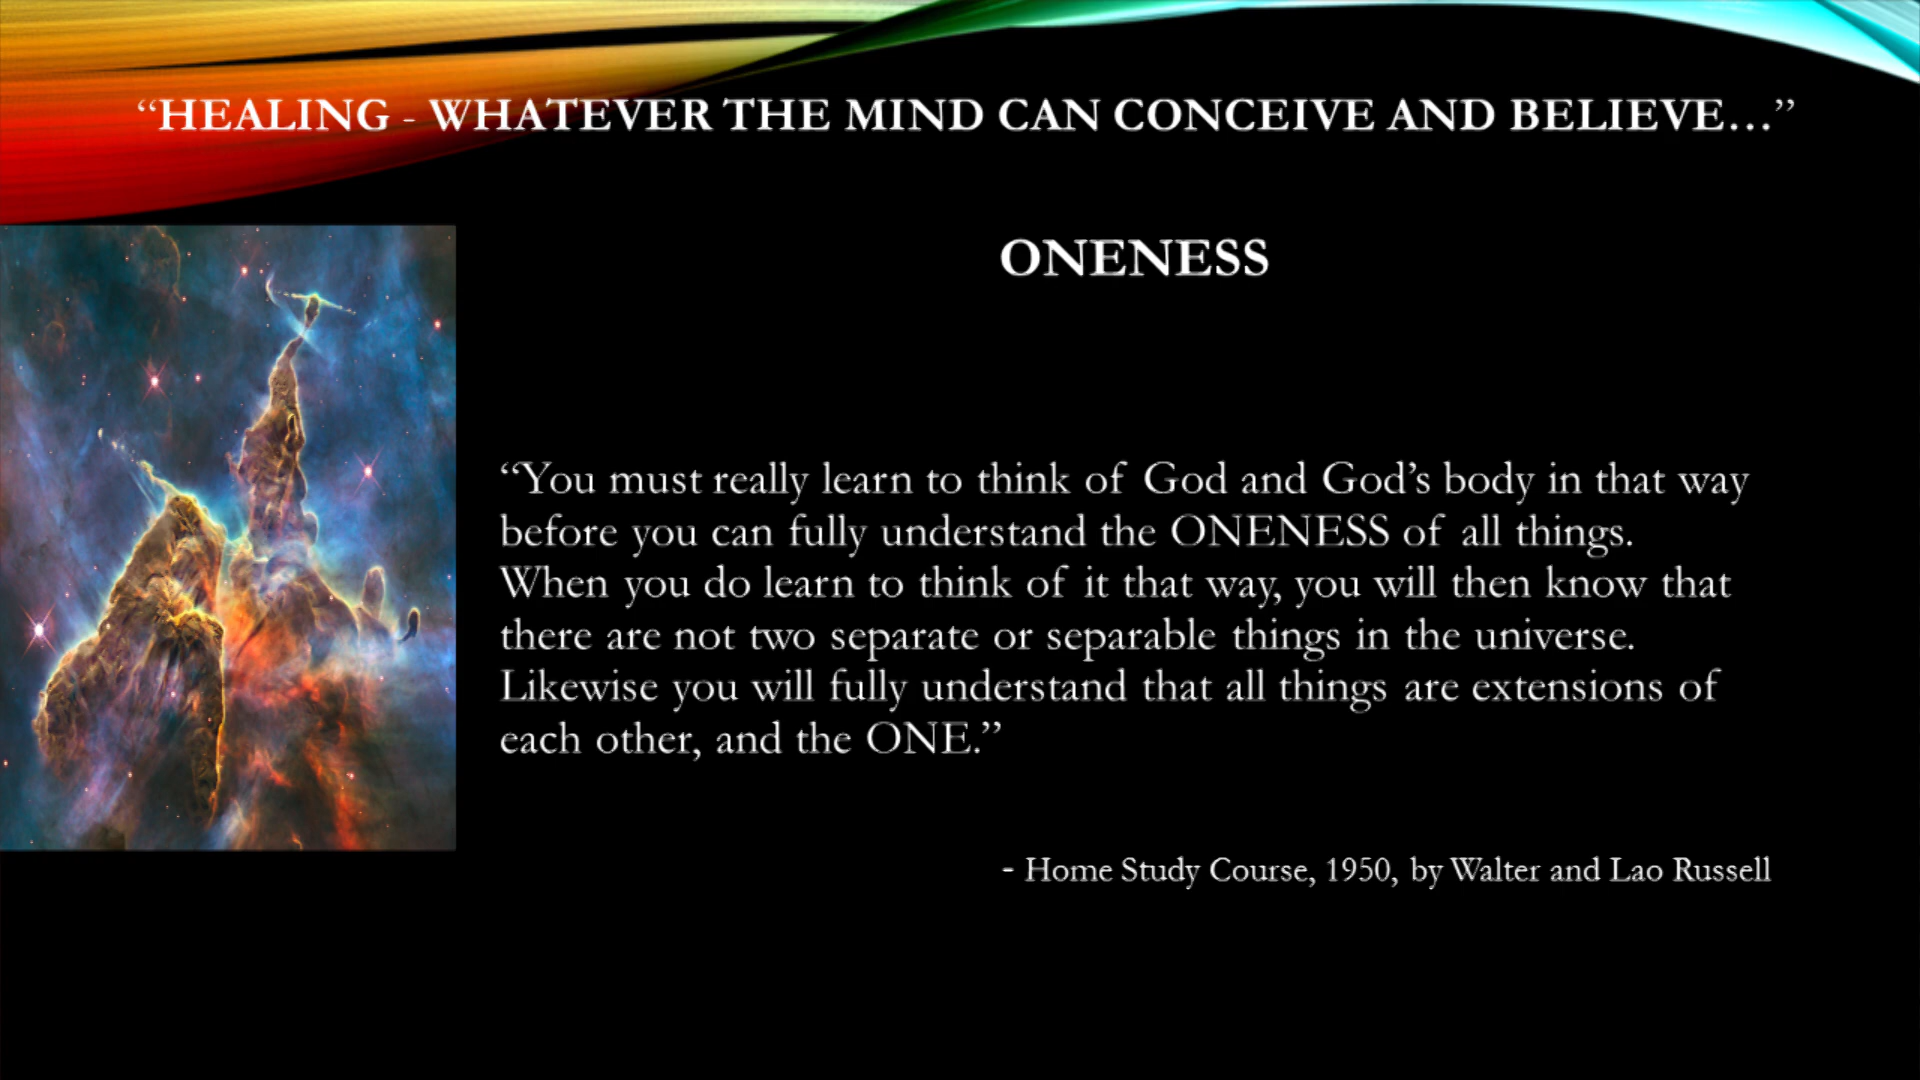 “HEALING - WHATEVER THE MIND CAN CONCEIVE AND BELIEVE…”
ONENESS
“You must really learn to think of God and God’s body in that way
before you can fully understand the ONENESS of all things.
When you do learn to think of it that way, you will then know that
there are not two separate or separable things in the universe.
Likewise you will fully understand that all things are extensions of
each other, and the ONE.”
- Home Study Course, 1950, by Walter and Lao Russell